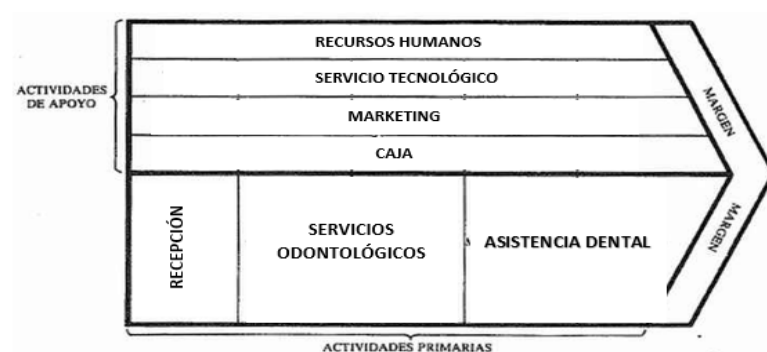 RECURSOS HUMANOS
SERVICIO TECNOLÓGICO
ACTIVIDADES
DE APOYO
MARKETING
CAJA
MARGEN
MARGEN
RECEPCIÓN
SERVICIOS
ODONTOLÓGICOS
ASISTENCIA DENTAL
ACTIVIDADES PRIMARIAS